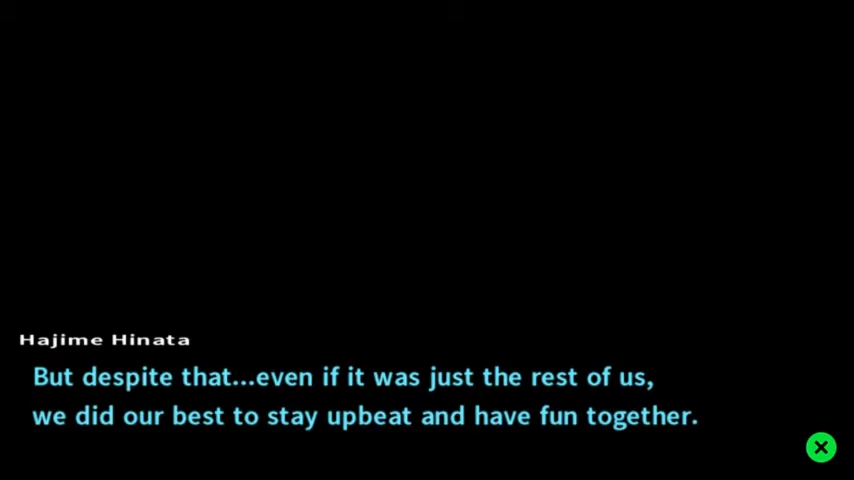 Hajime Hinata
But despite that...even if it was just the rest of us,
we did our best to stay upbeat and have fun together.